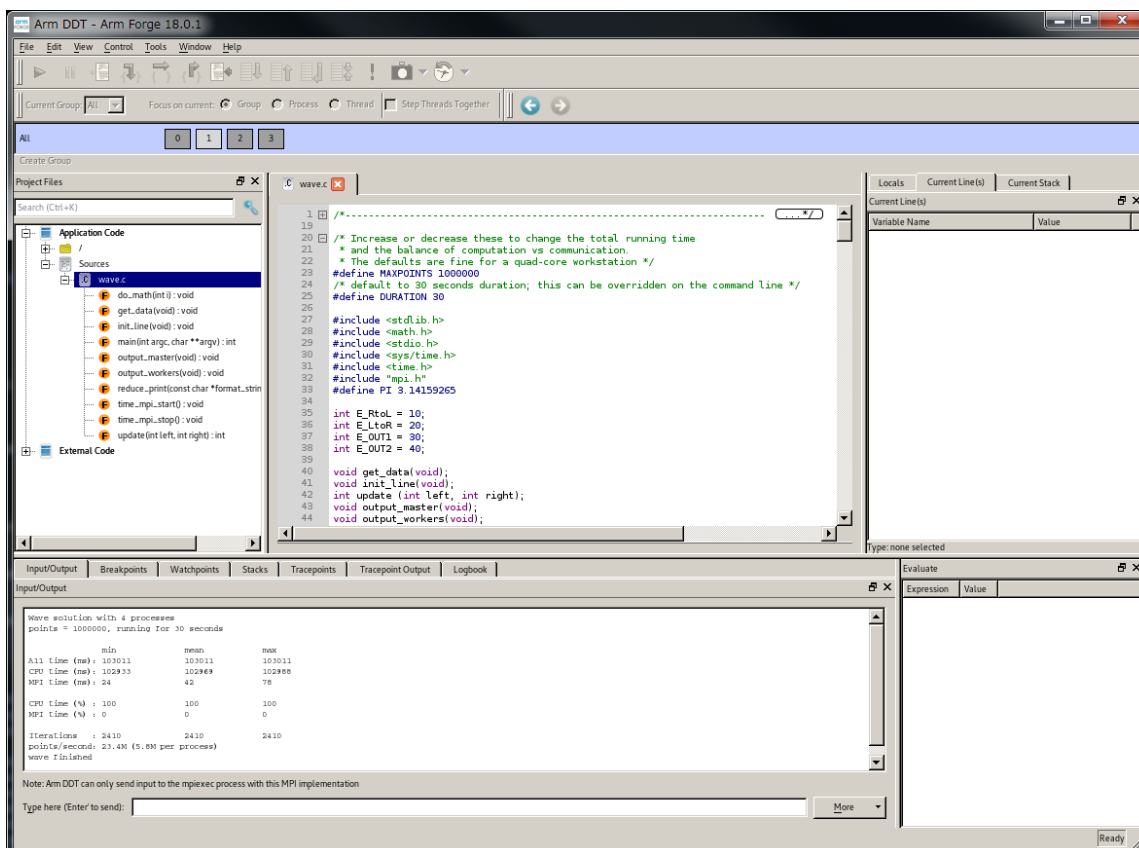 Arm DDT - Arm Forge 18.0.1
File Edit View Control Tools Window Help
Current Group: All Focus on current: Group Process Thread Step Threads Together
All 0 1 2 3
Create Group
Project Files
Search (Ctrl+K)
Application Code
/
Sources
wave.c
do_math(int i) : void
get_data(void) : void
init_line(void) : void
main(int argc, char **argv) : int
output_master(void) : void
output_workers(void) : void
reduce_print(const char *format_strin
time_mpi_start() : void
time_mpi_stop() : void
update(int left, int right) : int
External Code
wave.c
1 /*------------------------------------------------------------------------------- ...*/
19
20 /* Increase or decrease these to change the total running time
21 * and the balance of computation vs communication.
22 * The defaults are fine for a quad-core workstation */
23 #define MAXPOINTS 1000000
24 /* default to 30 seconds duration; this can be overridden on the command line */
25 #define DURATION 30
26
27 #include <stdlib.h>
28 #include <math.h>
29 #include <stdio.h>
30 #include <sys/time.h>
31 #include <time.h>
32 #include "mpi.h"
33 #define PI 3.14159265
34
35 int E_RtoL = 10;
36 int E_LtoR = 20;
37 int E_OUT1 = 30;
38 int E_OUT2 = 40;
39
40 void get_data(void);
41 void init_line(void);
42 int update (int left, int right);
43 void output_master(void);
44 void output_workers(void);
Locals Current Line(s) Current Stack
Current Line(s)
Variable Name Value
Type: none selected
Input/Output Breakpoints Watchpoints Stacks Tracepoints Tracepoint Output Logbook
Input/Output
Wave solution with 4 processes
points = 1000000, running for 30 seconds
min mean max
All time (ms): 103011 103011 103011
CPU time (ms): 102933 102969 102988
MPI time (ms): 24 42 78
CPU time (%) : 100 100 100
MPI time (%) : 0 0 0
Iterations : 2410 2410 2410
points/second: 23.4M (5.8M per process)
wave finished
Note: Arm DDT can only send input to the mpiexec process with this MPI implementation
Type here ('Enter' to send): More
Evaluate
Expression Value
Ready